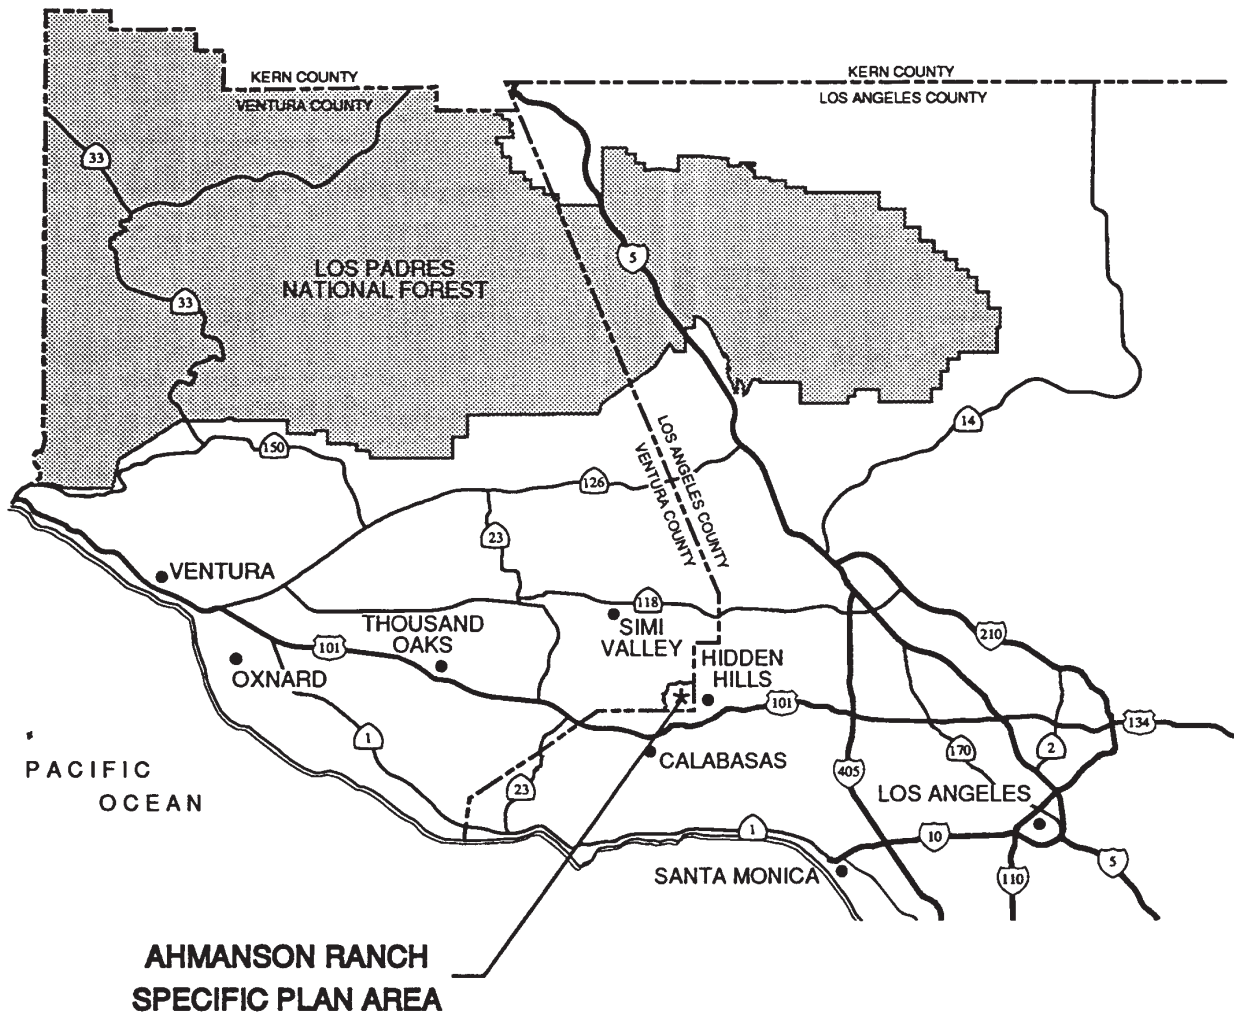 KERN COUNTY
VENTURA COUNTY
KERN COUNTY
LOS ANGELES COUNTY
33
5
LOS PADRES
NATIONAL FOREST
33
14
150
LOS ANGELES COUNTY
VENTURA COUNTY
126
23
VENTURA
118
THOUSAND
OAKS
SIMI
VALLEY
210
101
HIDDEN
HILLS
OXNARD
101
134
1
170
2
CALABASAS
405
PACIFIC
OCEAN
23
LOS ANGELES
1
10
SANTA MONICA
110
5
AHMANSON RANCH
SPECIFIC PLAN AREA